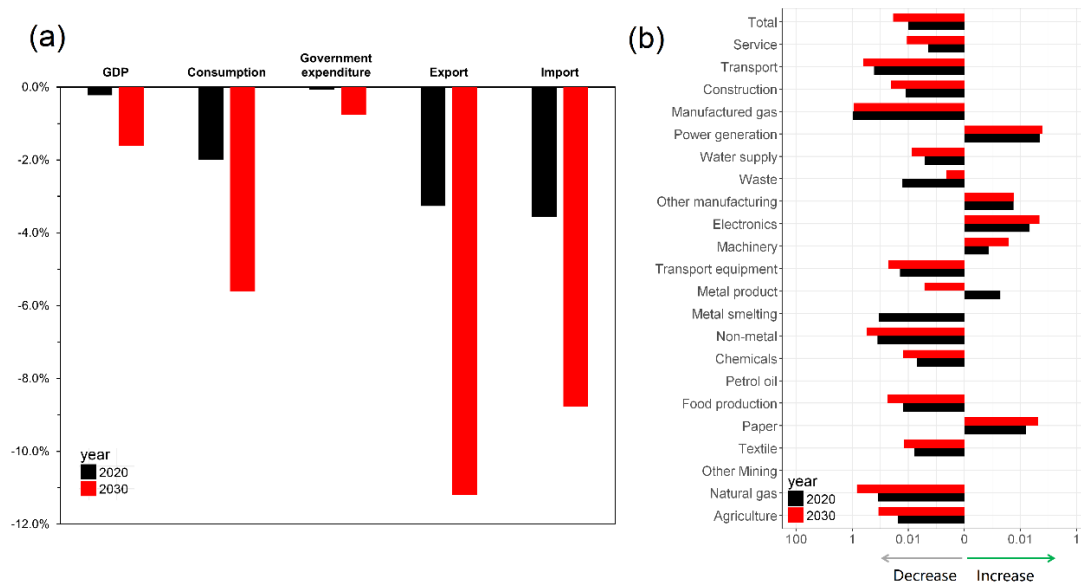 (a)
GDP
Consumption
Government
expenditure
Export
Import
0.0%
-2.0%
-4.0%
-6.0%
-8.0%
-10.0%
-12.0%
year
2020
2030
(b)
Total
Service
Transport
Construction
Manufactured gas
Power generation
Water supply
Waste
Other manufacturing
Electronics
Machinery
Transport equipment
Metal product
Metal smelting
Non-metal
Chemicals
Petrol oil
Food production
Paper
Textile
Other Mining
Natural gas
Agriculture
year
2020
2030
100 1 0.01 0 0.01 1
Decrease Increase